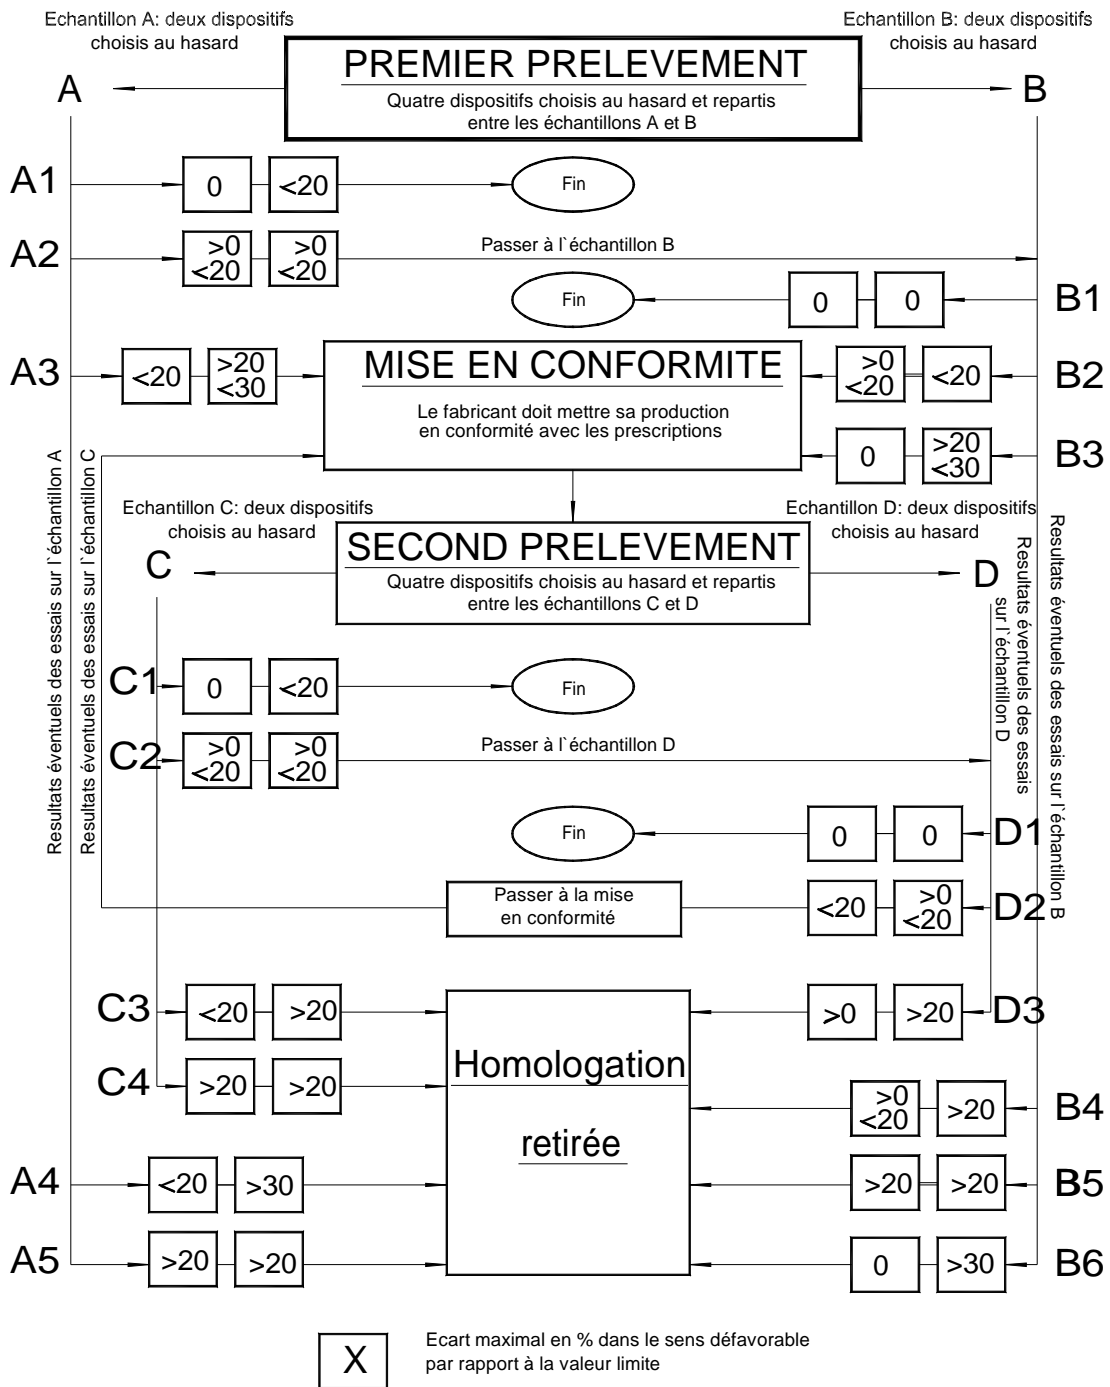 Echantillon A: deux dispositifs
choisis au hasard
Echantillon B: deux dispositifs
choisis au hasard
PREMIER PRELEVEMENT
Quatre dispositifs choisis au hasard et repartis
entre les échantillons A et B
A
B
A1
0
<20
Fin
A2
>0
<20
>0
<20
Passer à l`échantillon B
Fin
0
0
B1
A3
<20
>20
<30
MISE EN CONFORMITE
Le fabricant doit mettre sa production
en conformité avec les prescriptions
>0
<20
<20
B2
0
>20
<30
B3
Resultats éventuels des essais sur l`échantillon A
Resultats éventuels des essais sur l`échantillon C
Echantillon C: deux dispositifs
choisis au hasard
Echantillon D: deux dispositifs
choisis au hasard
SECOND PRELEVEMENT
Quatre dispositifs choisis au hasard et repartis
entre les échantillons C et D
C
D
Resultats éventuels des essais
sur l`échantillon D
Resultats éventuels des essais sur l`échantillon B
C1
0
<20
Fin
C2
>0
<20
>0
<20
Passer à l`échantillon D
Fin
0
0
D1
Passer à la mise
en conformité
<20
>0
<20
D2
C3
<20
>20
Homologation
retirée
>0
>20
D3
C4
>20
>20
>0
<20
>20
B4
A4
<20
>30
>20
>20
B5
A5
>20
>20
0
>30
B6
X
Ecart maximal en % dans le sens défavorable
par rapport à la valeur limite